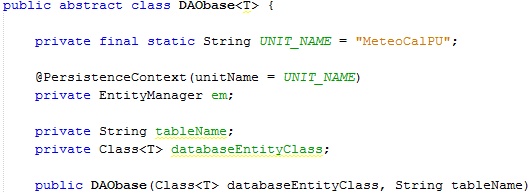 public abstract class DAObase<T> {
private final static String UNIT_NAME = "MeteoCalPU";
@PersistenceContext(unitName = UNIT_NAME)
private EntityManager em;
private String tableName;
private Class<T> databaseEntityClass;
public DAObase(Class<T> databaseEntityClass, String tableName)